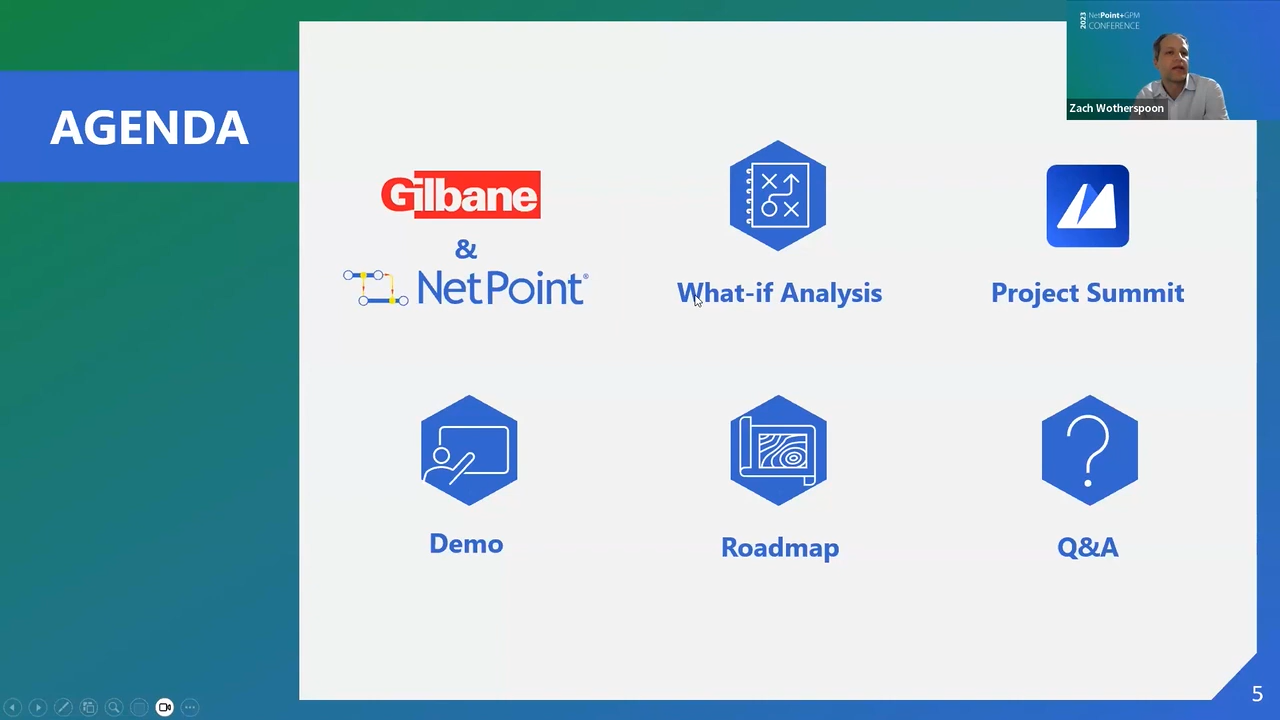 AGENDA
2023
NetPoint+GPM
CONFERENCE
Zach Wotherspoon
Gilbane
&
NetPoint®
What-if Analysis
Project Summit
Demo
Roadmap
Q&A
5